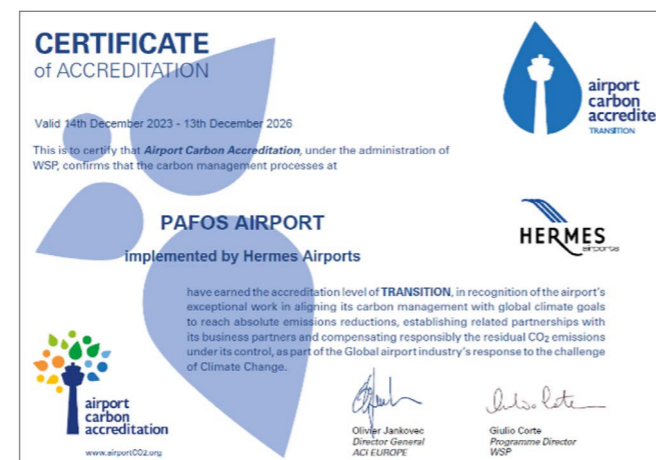 CERTIFICATE
of ACCREDITATION
airport
carbon
accredite
TRANSITION
Valid 14th December 2023 - 13th December 2026
This is to certify that Airport Carbon Accreditation, under the administration of
WSP, confirms that the carbon management processes at
PAFOS AIRPORT
implemented by Hermes Airports
HERMES
airports
have earned the accreditation level of TRANSITION, in recognition of the airport's
exceptional work in aligning its carbon management with global climate goals
to reach absolute emissions reductions, establishing related partnerships with
its business partners and compensating responsibly the residual CO₂ emissions
under its control, as part of the Global airport industry's response to the challenge
of Climate Change.
airport
carbon
accreditation
www.airportCO2.org
Olivier Jankovec
Director General
ACI EUROPE
Giulio Corte
Programme Director
WSP